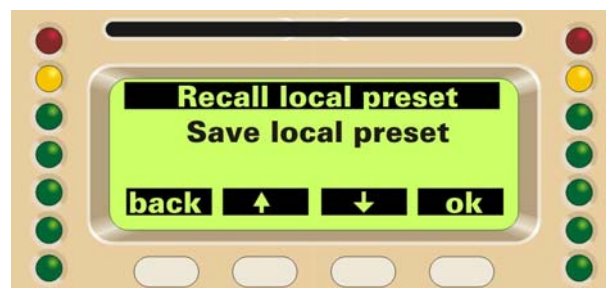 Recall local preset
Save local preset
back ↑ ↓ ok